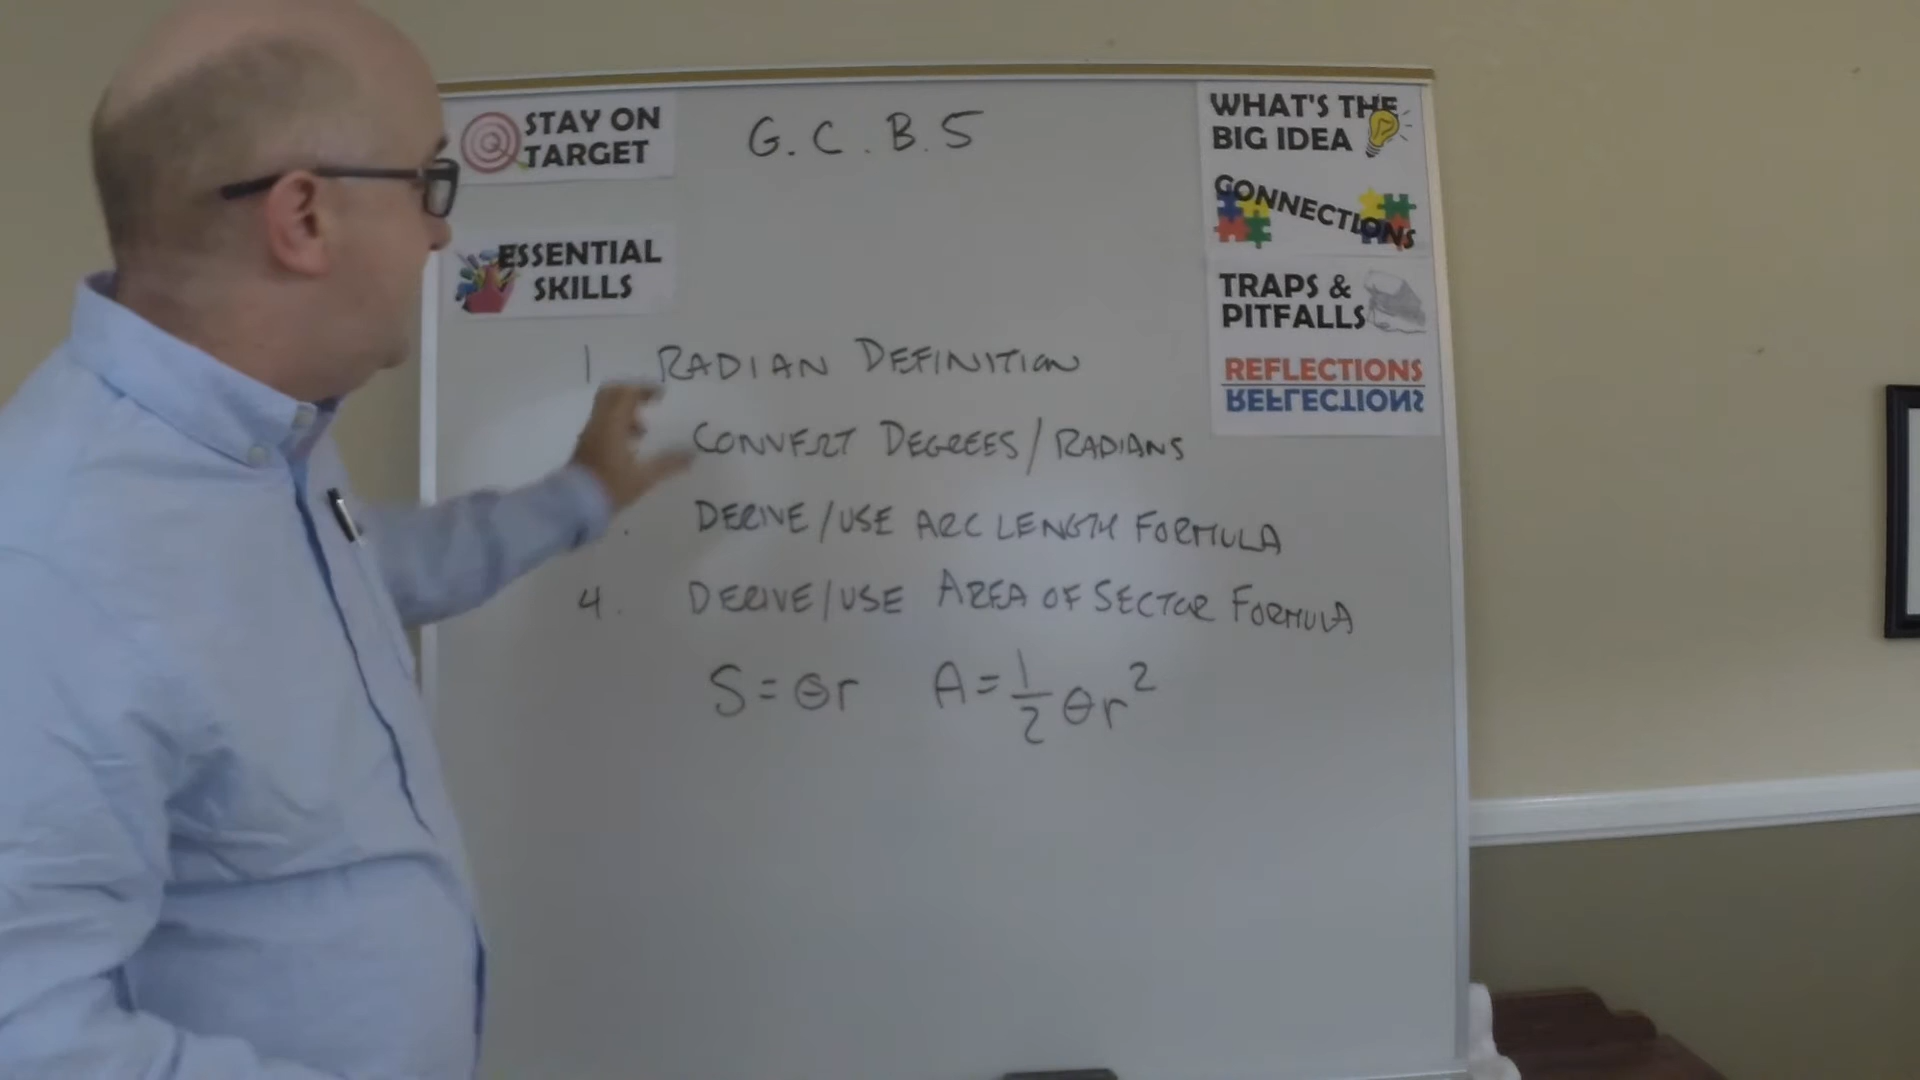 STAY ON
TARGET
G.C.B.5
WHAT'S THE
BIG IDEA
CONNECTIONS
ESSENTIAL
SKILLS
TRAPS &
PITFALLS
REFLECTIONS
REFLECTIONS
1 RADIAN DEFINITION
CONVERT DEGREES/RADIANS
. DERIVE/USE ARC LENGTH FORMULA
4. DERIVE/USE AREA OF SECTOR FORMULA
S=θr A=1/2 θr²